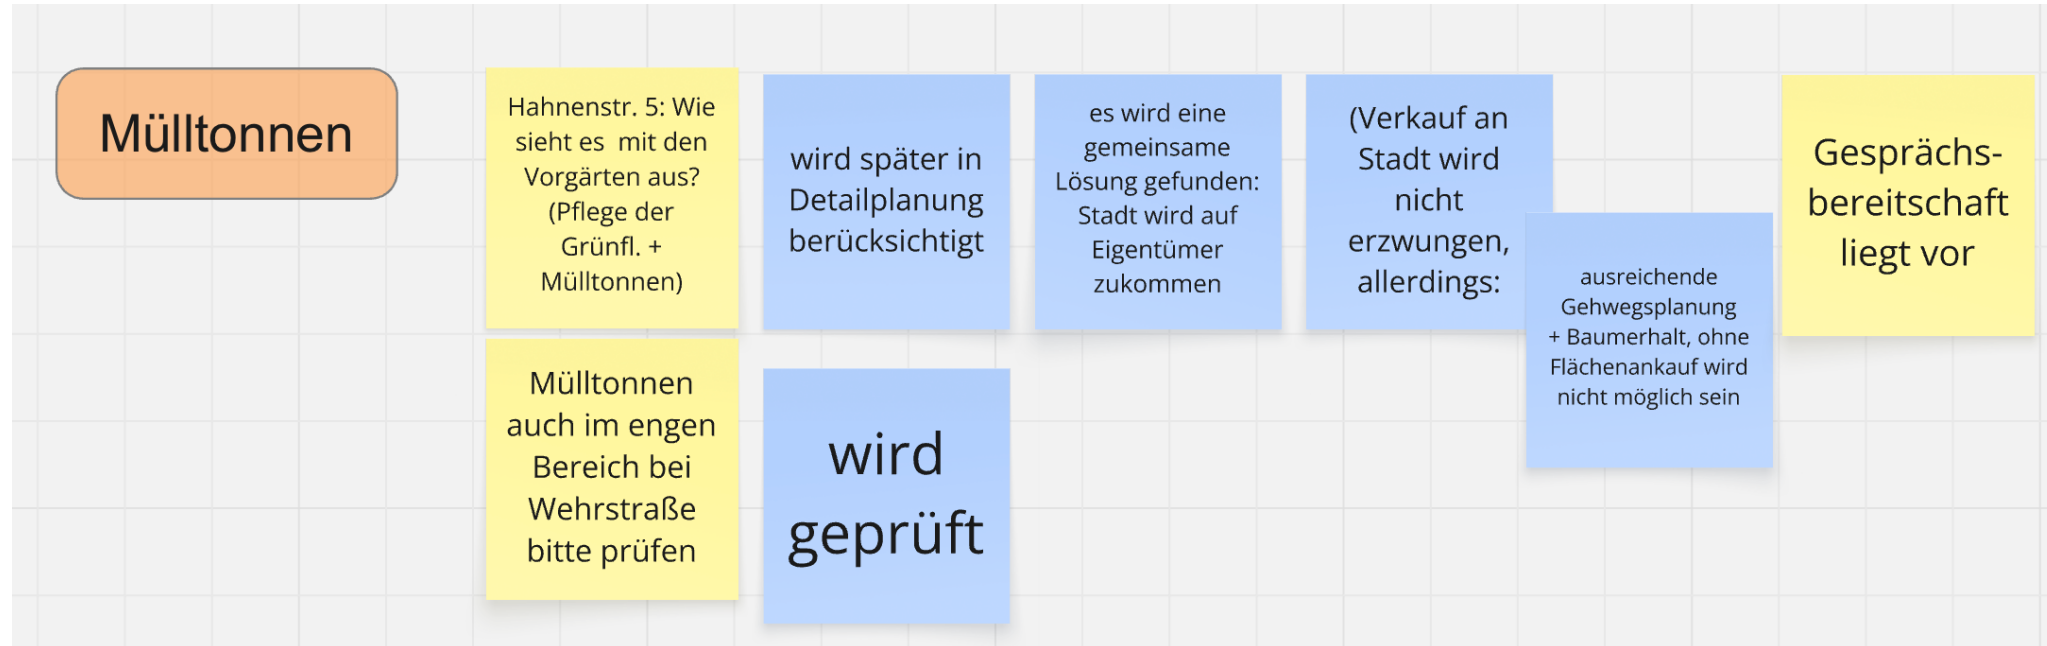 Mülltonnen
Hahnenstr. 5: Wie
sieht es  mit den
Vorgärten aus?
(Pflege der
Grünfl. +
Mülltonnen)
wird später in
Detailplanung
berücksichtigt
es wird eine
gemeinsame
Lösung gefunden:
Stadt wird auf
Eigentümer
zukommen
(Verkauf an
Stadt wird
nicht
erzwungen,
allerdings:
ausreichende
Gehwegsplanung
+ Baumerhalt, ohne
Flächenankauf wird
nicht möglich sein
Gesprächs-
bereitschaft
liegt vor
Mülltonnen
auch im engen
Bereich bei
Wehrstraße
bitte prüfen
wird
geprüft